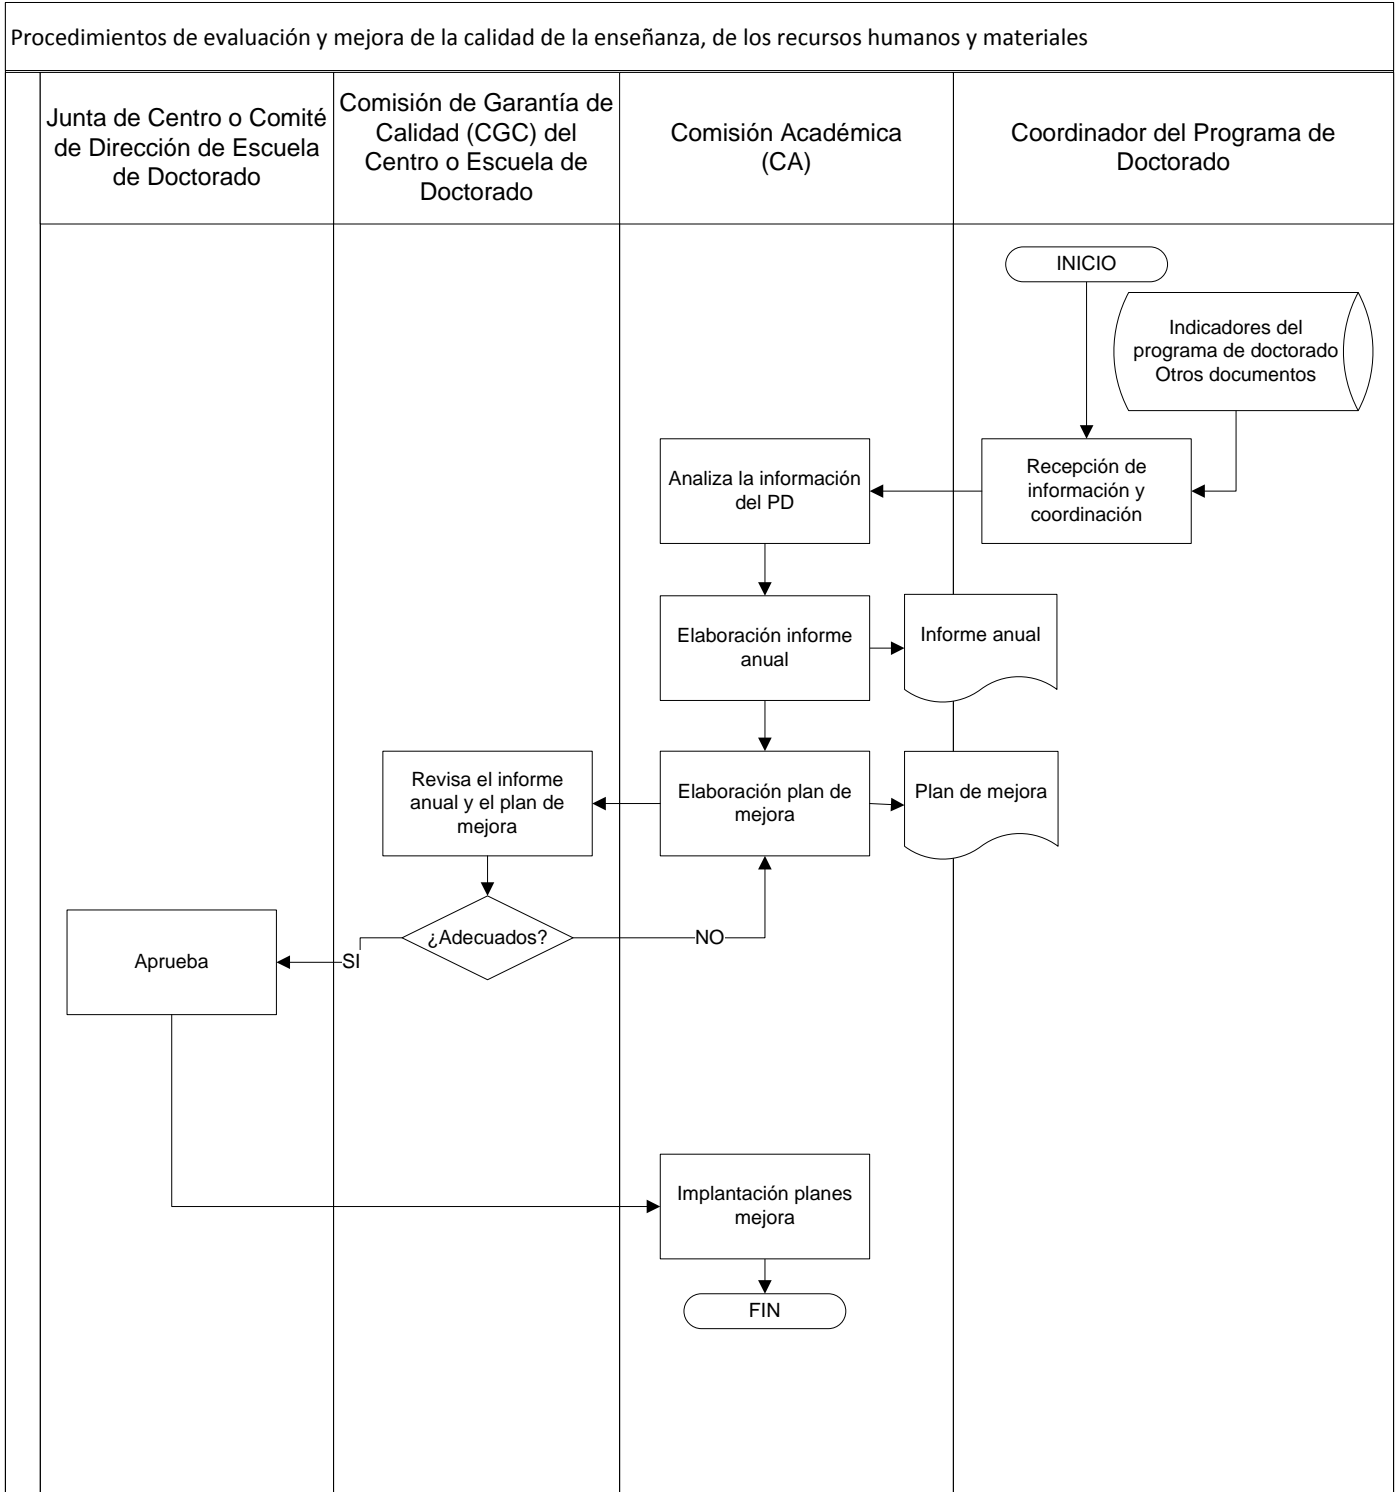 Procedimientos de evaluación y mejora de la calidad de la enseñanza, de los recursos humanos y materiales
Junta de Centro o Comité
de Dirección de Escuela
de Doctorado
Comisión de Garantía de
Calidad (CGC) del
Centro o Escuela de
Doctorado
Comisión Académica
(CA)
Coordinador del Programa de
Doctorado
INICIO
Indicadores del
programa de doctorado
Otros documentos
Recepción de
información y
coordinación
Analiza la información
del PD
Elaboración informe
anual
Informe anual
Elaboración plan de
mejora
Plan de mejora
Revisa el informe
anual y el plan de
mejora
¿Adecuados?
NO
SI
Aprueba
Implantación planes
mejora
FIN